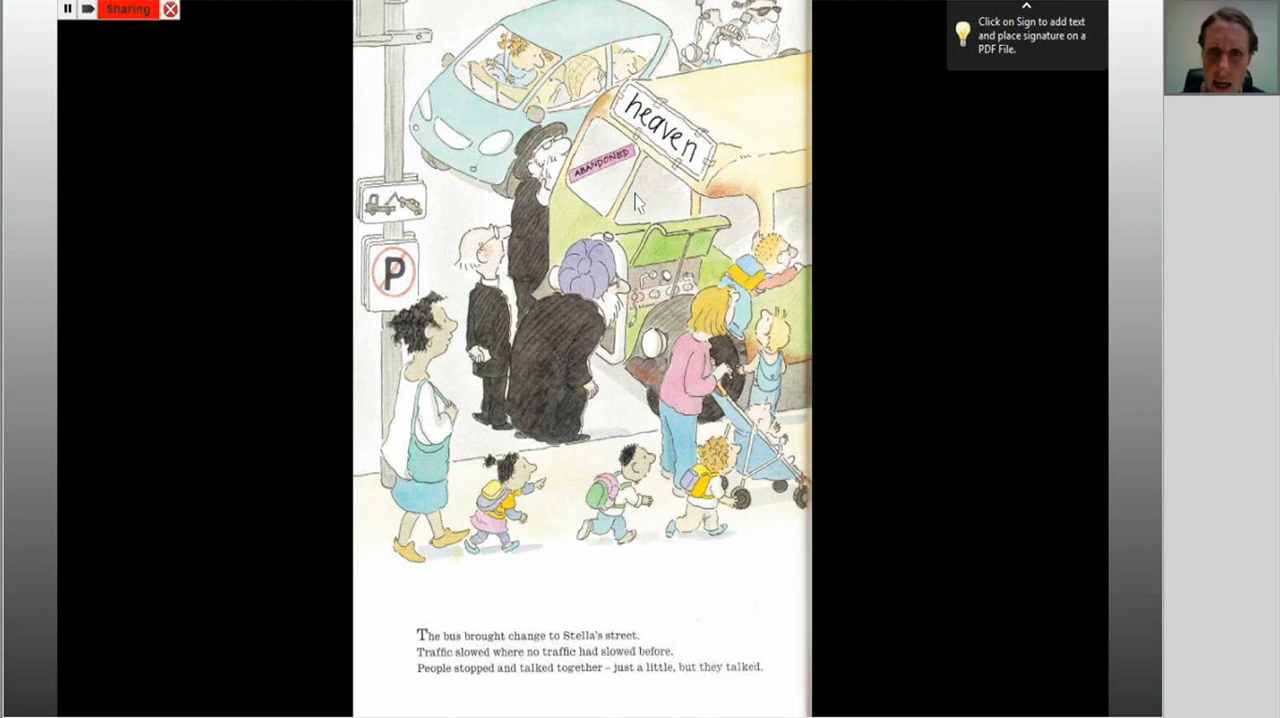 Sharing
Click on Sign to add text
and place signature on a
PDF File.
heaven
ABANDONED
P
The bus brought change to Stella's street.
Traffic slowed where no traffic had slowed before.
People stopped and talked together – just a little, but they talked.